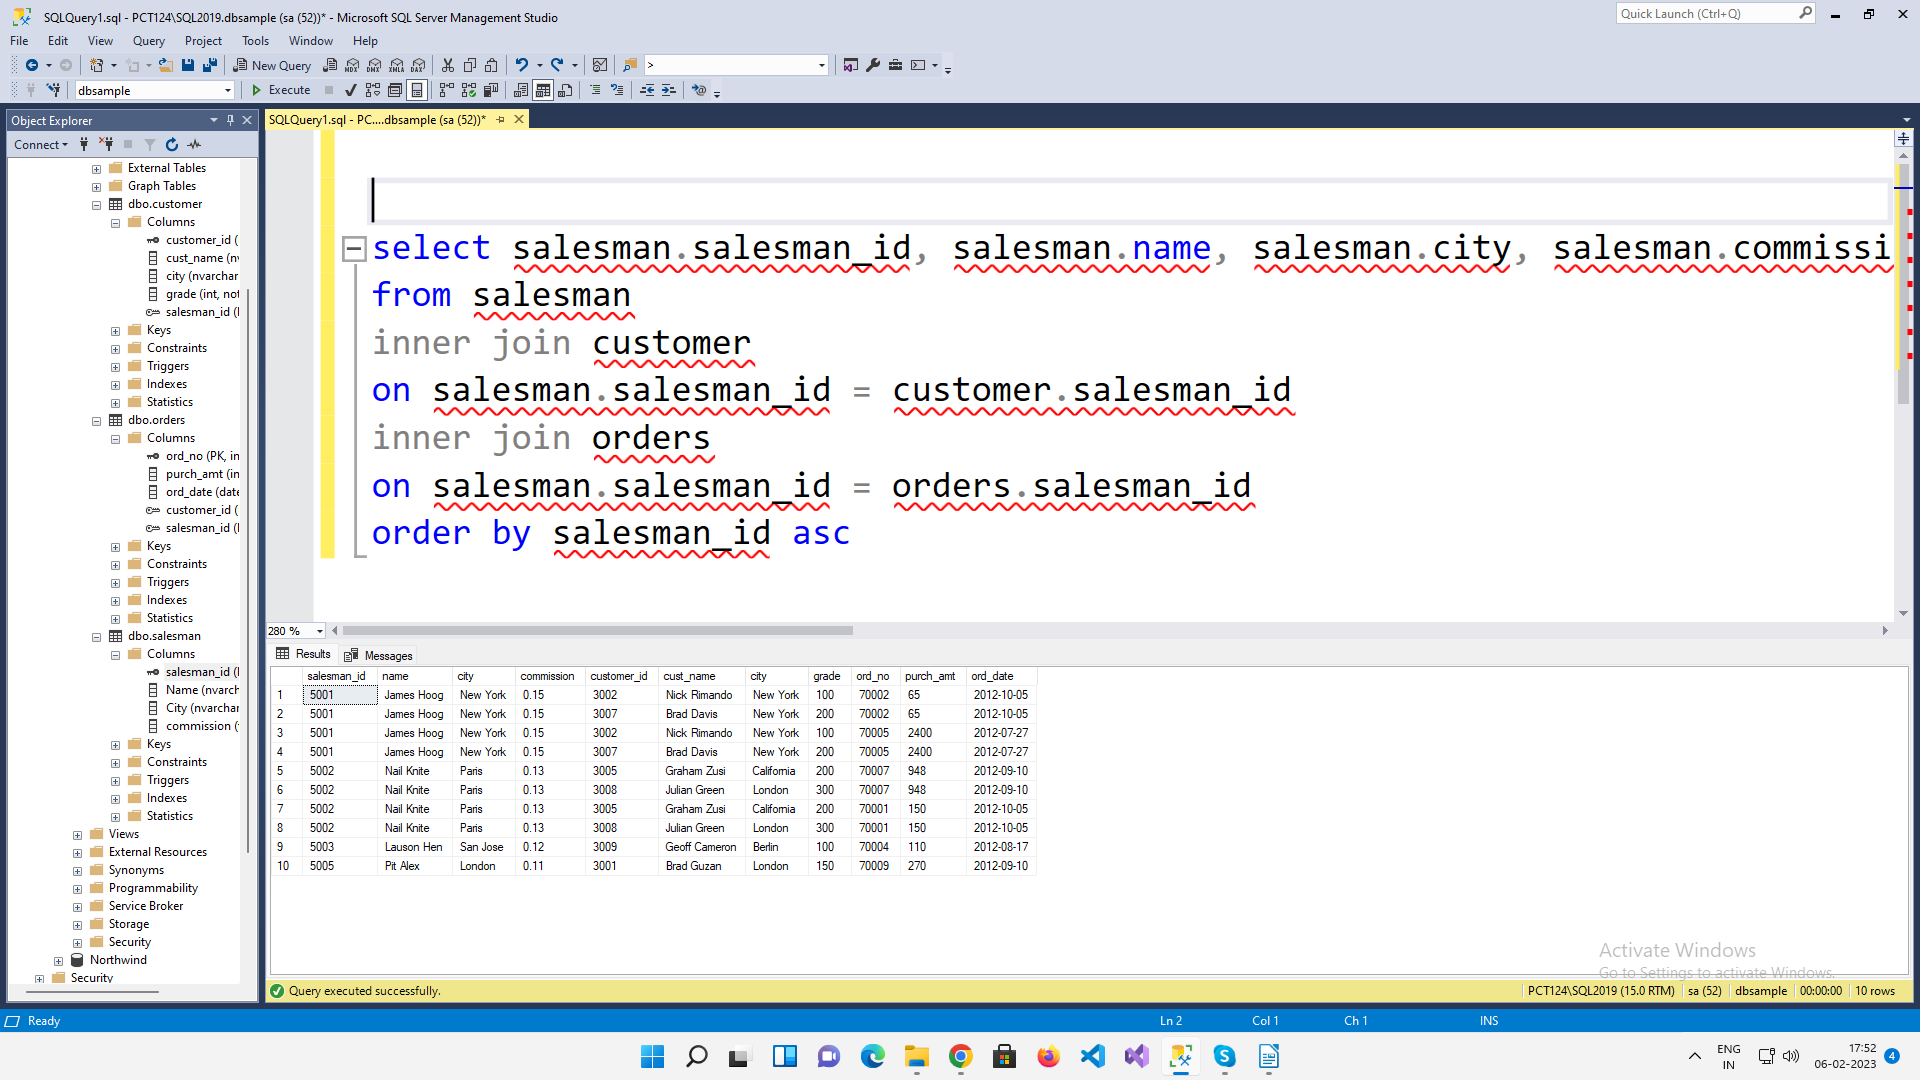 SQLQuery1.sql - PCT124\SQL2019.dbsample (sa (52))* - Microsoft SQL Server Management Studio
Quick Launch (Ctrl+Q)
File Edit View Query Project Tools Window Help
New Query MDX DMX XMLA DAX >
dbsample Execute
Object Explorer
SQLQuery1.sql - PC....dbsample (sa (52))*
Connect
External Tables
Graph Tables
dbo.customer
Columns
customer_id (
cust_name (n
city (nvarchar
grade (int, not
salesman_id (
Keys
Constraints
Triggers
Indexes
Statistics
dbo.orders
Columns
ord_no (PK, in
purch_amt (in
ord_date (date
customer_id (
salesman_id (
Keys
Constraints
Triggers
Indexes
Statistics
dbo.salesman
Columns
salesman_id (
Name (nvarch
City (nvarchar
commission (
Keys
Constraints
Triggers
Indexes
Statistics
Views
External Resources
Synonyms
Programmability
Service Broker
Storage
Security
Northwind
Security
select salesman.salesman_id, salesman.name, salesman.city, salesman.commissi
from salesman
inner join customer
on salesman.salesman_id = customer.salesman_id
inner join orders
on salesman.salesman_id = orders.salesman_id
order by salesman_id asc
280 %
Results Messages
salesman_id name city commission customer_id cust_name city grade ord_no purch_amt ord_date
1 5001 James Hoog New York 0.15 3002 Nick Rimando New York 100 70002 65 2012-10-05
2 5001 James Hoog New York 0.15 3007 Brad Davis New York 200 70002 65 2012-10-05
3 5001 James Hoog New York 0.15 3002 Nick Rimando New York 100 70005 2400 2012-07-27
4 5001 James Hoog New York 0.15 3007 Brad Davis New York 200 70005 2400 2012-07-27
5 5002 Nail Knite Paris 0.13 3005 Graham Zusi California 200 70007 948 2012-09-10
6 5002 Nail Knite Paris 0.13 3008 Julian Green London 300 70007 948 2012-09-10
7 5002 Nail Knite Paris 0.13 3005 Graham Zusi California 200 70001 150 2012-10-05
8 5002 Nail Knite Paris 0.13 3008 Julian Green London 300 70001 150 2012-10-05
9 5003 Lauson Hen San Jose 0.12 3009 Geoff Cameron Berlin 100 70004 110 2012-08-17
10 5005 Pit Alex London 0.11 3001 Brad Guzan London 150 70009 270 2012-09-10
Activate Windows
Go to Settings to activate Windows.
Query executed successfully. PCT124\SQL2019 (15.0 RTM) sa (52) dbsample 00:00:00 10 rows
Ready Ln 2 Col 1 Ch 1 INS
ENG
IN
17:52
06-02-2023
4